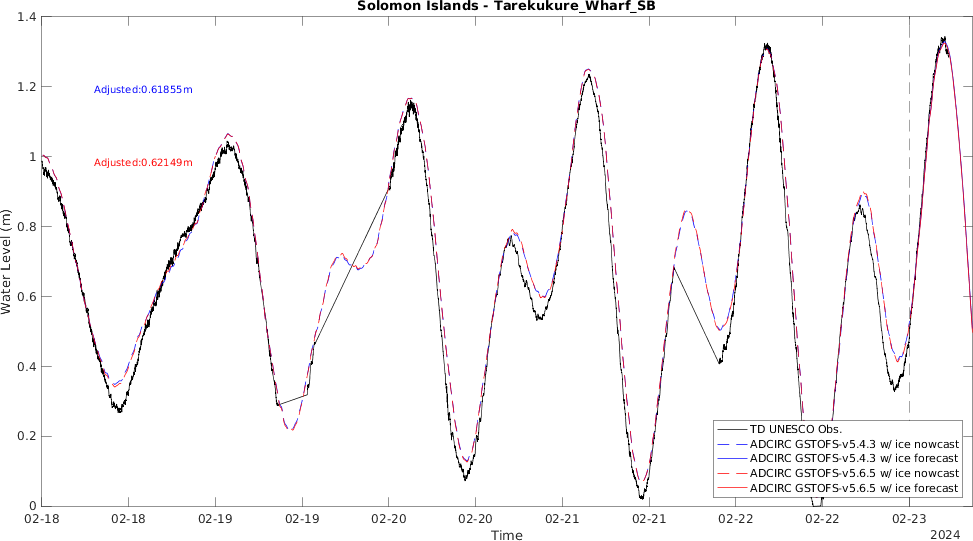 Solomon Islands - Tarekukure_Wharf_SB
1.4
1.2
1
0.8
0.6
0.4
0.2
0
Water Level (m)
Adjusted:0.61855m
Adjusted:0.62149m
TD UNESCO Obs.
ADCIRC GSTOFS-v5.4.3 w/ ice nowcast
ADCIRC GSTOFS-v5.4.3 w/ ice forecast
ADCIRC GSTOFS-v5.6.5 w/ ice nowcast
ADCIRC GSTOFS-v5.6.5 w/ ice forecast
02-18 02-18 02-19 02-19 02-20 02-20 02-21 02-21 02-22 02-22 02-23
Time
2024